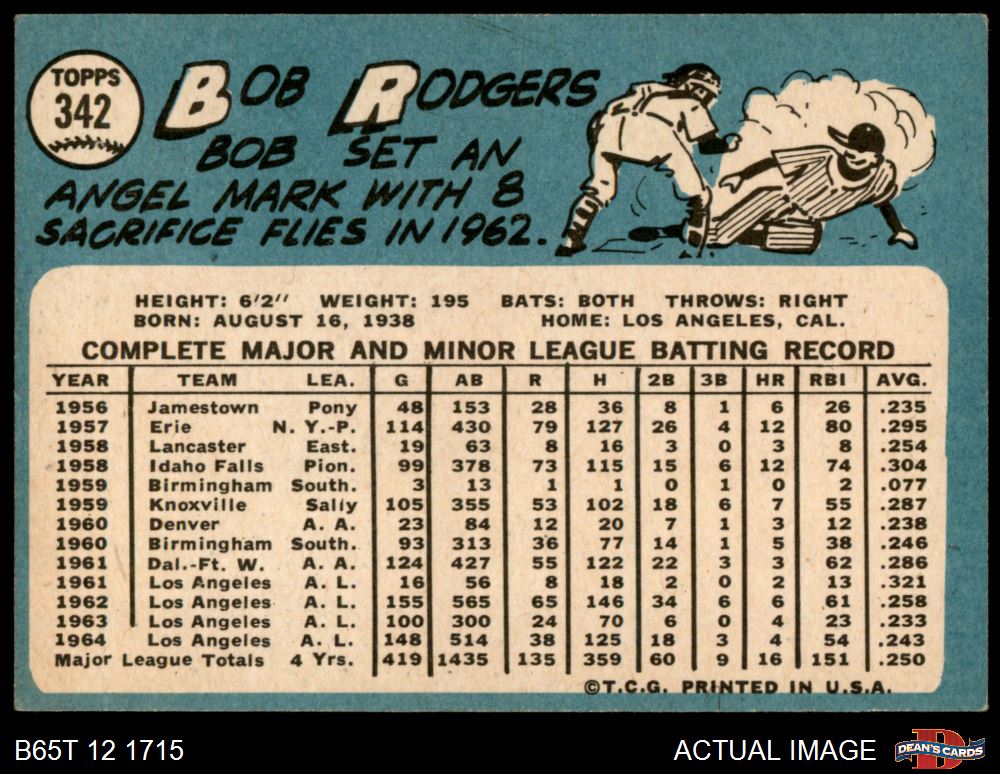 TOPPS
342
BOB RODGERS
BOB SET AN
ANGEL MARK WITH 8
SACRIFICE FLIES IN 1962.
HEIGHT: 6'2" WEIGHT: 195 BATS: BOTH THROWS: RIGHT
BORN: AUGUST 16, 1938 HOME: LOS ANGELES, CAL.
COMPLETE MAJOR AND MINOR LEAGUE BATTING RECORD
YEAR TEAM LEA. G AB R H 2B 3B HR RBI AVG.
1956 Jamestown Pony 48 153 28 36 8 1 6 26 .235
1957 Erie N. Y.-P. 114 430 79 127 26 4 12 80 .295
1958 Lancaster East. 19 63 8 16 3 0 3 8 .254
1958 Idaho Falls Pion. 99 378 73 115 15 6 12 74 .304
1959 Birmingham South. 3 13 1 1 0 1 0 2 .077
1959 Knoxville Sally 105 355 53 102 18 6 7 55 .287
1960 Denver A. A. 23 84 12 20 7 1 3 12 .238
1960 Birmingham South. 93 313 36 77 14 1 5 38 .246
1961 Dal.-Ft. W. A. A. 124 427 55 122 22 3 3 62 .286
1961 Los Angeles A. L. 16 56 8 18 2 0 2 13 .321
1962 Los Angeles A. L. 155 565 65 146 34 6 6 61 .258
1963 Los Angeles A. L. 100 300 24 70 6 0 4 23 .233
1964 Los Angeles A. L. 148 514 38 125 18 3 4 54 .243
Major League Totals 4 Yrs. 419 1435 135 359 60 9 16 151 .250
©T.C.G. PRINTED IN U.S.A.
B65T 12 1715 ACTUAL IMAGE DEAN'S CARDS